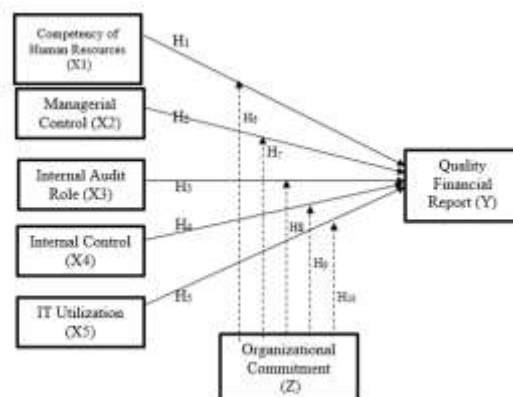 Competency of
Human Resources
(X1)
H1
Managerial
Control (X2)
H2
H6
H7
Internal Audit
Role (X3)
H3
Quality
Financial
Report (Y)
Internal Control
(X4)
H4
H8
H9
IT Utilization
(X5)
H5
H10
Organizational
Commitment
(Z)